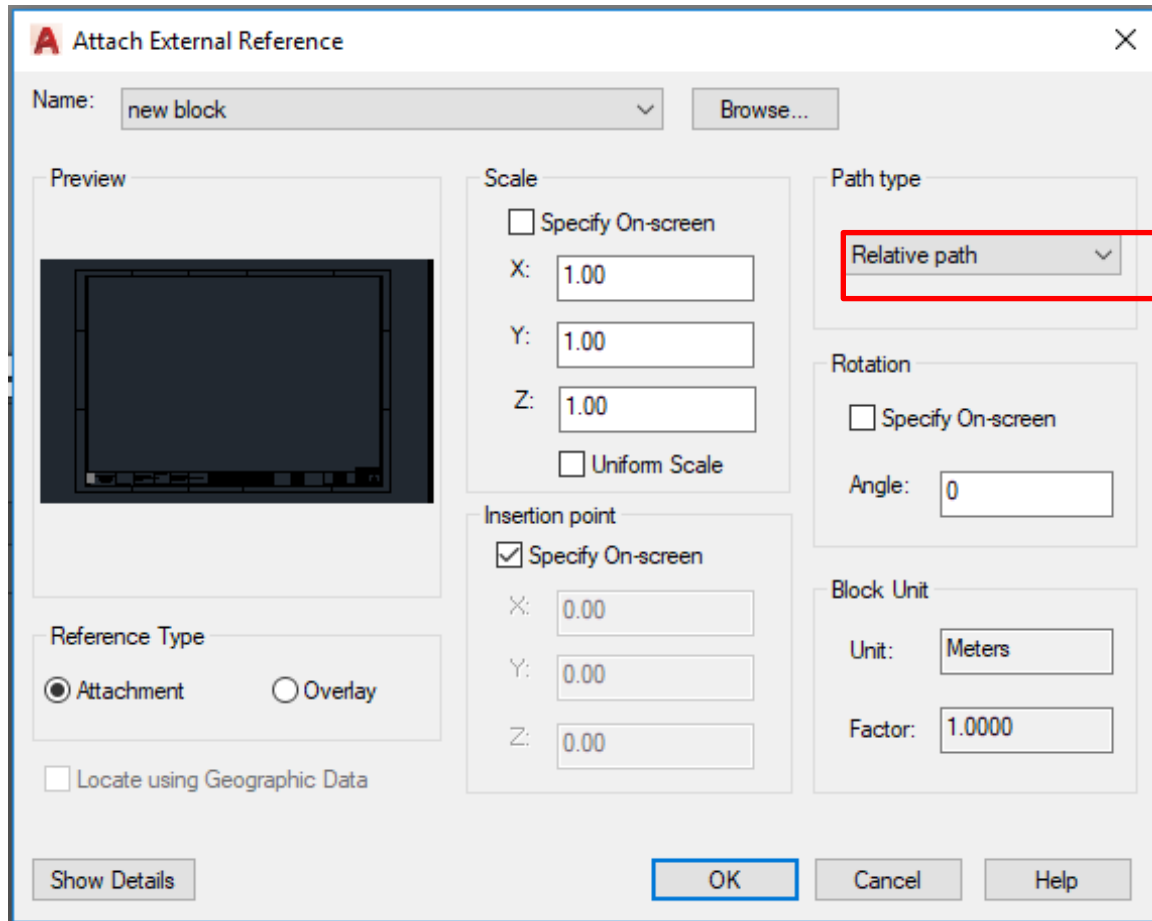 Attach External Reference
Name: new block Browse...
Preview
Scale
Specify On-screen
X: 1.00
Y: 1.00
Z: 1.00
Uniform Scale
Path type
Relative path
Rotation
Specify On-screen
Angle: 0
Insertion point
Specify On-screen
X: 0.00
Y: 0.00
Z: 0.00
Block Unit
Unit: Meters
Factor: 1.0000
Reference Type
Attachment Overlay
Locate using Geographic Data
Show Details OK Cancel Help